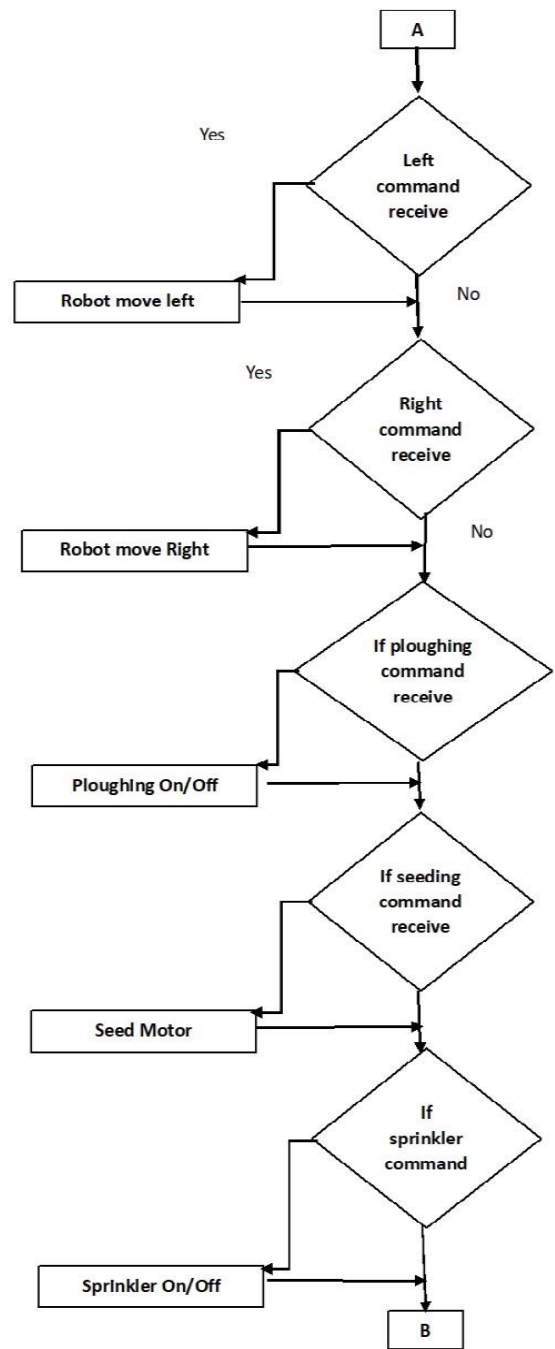 A
Yes
Left
command
receive
Robot move left
No
Yes
Right
command
receive
Robot move Right
No
If ploughing
command
receive
Ploughing On/Off
If seeding
command
receive
Seed Motor
If
sprinkler
command
Sprinkler On/Off
B